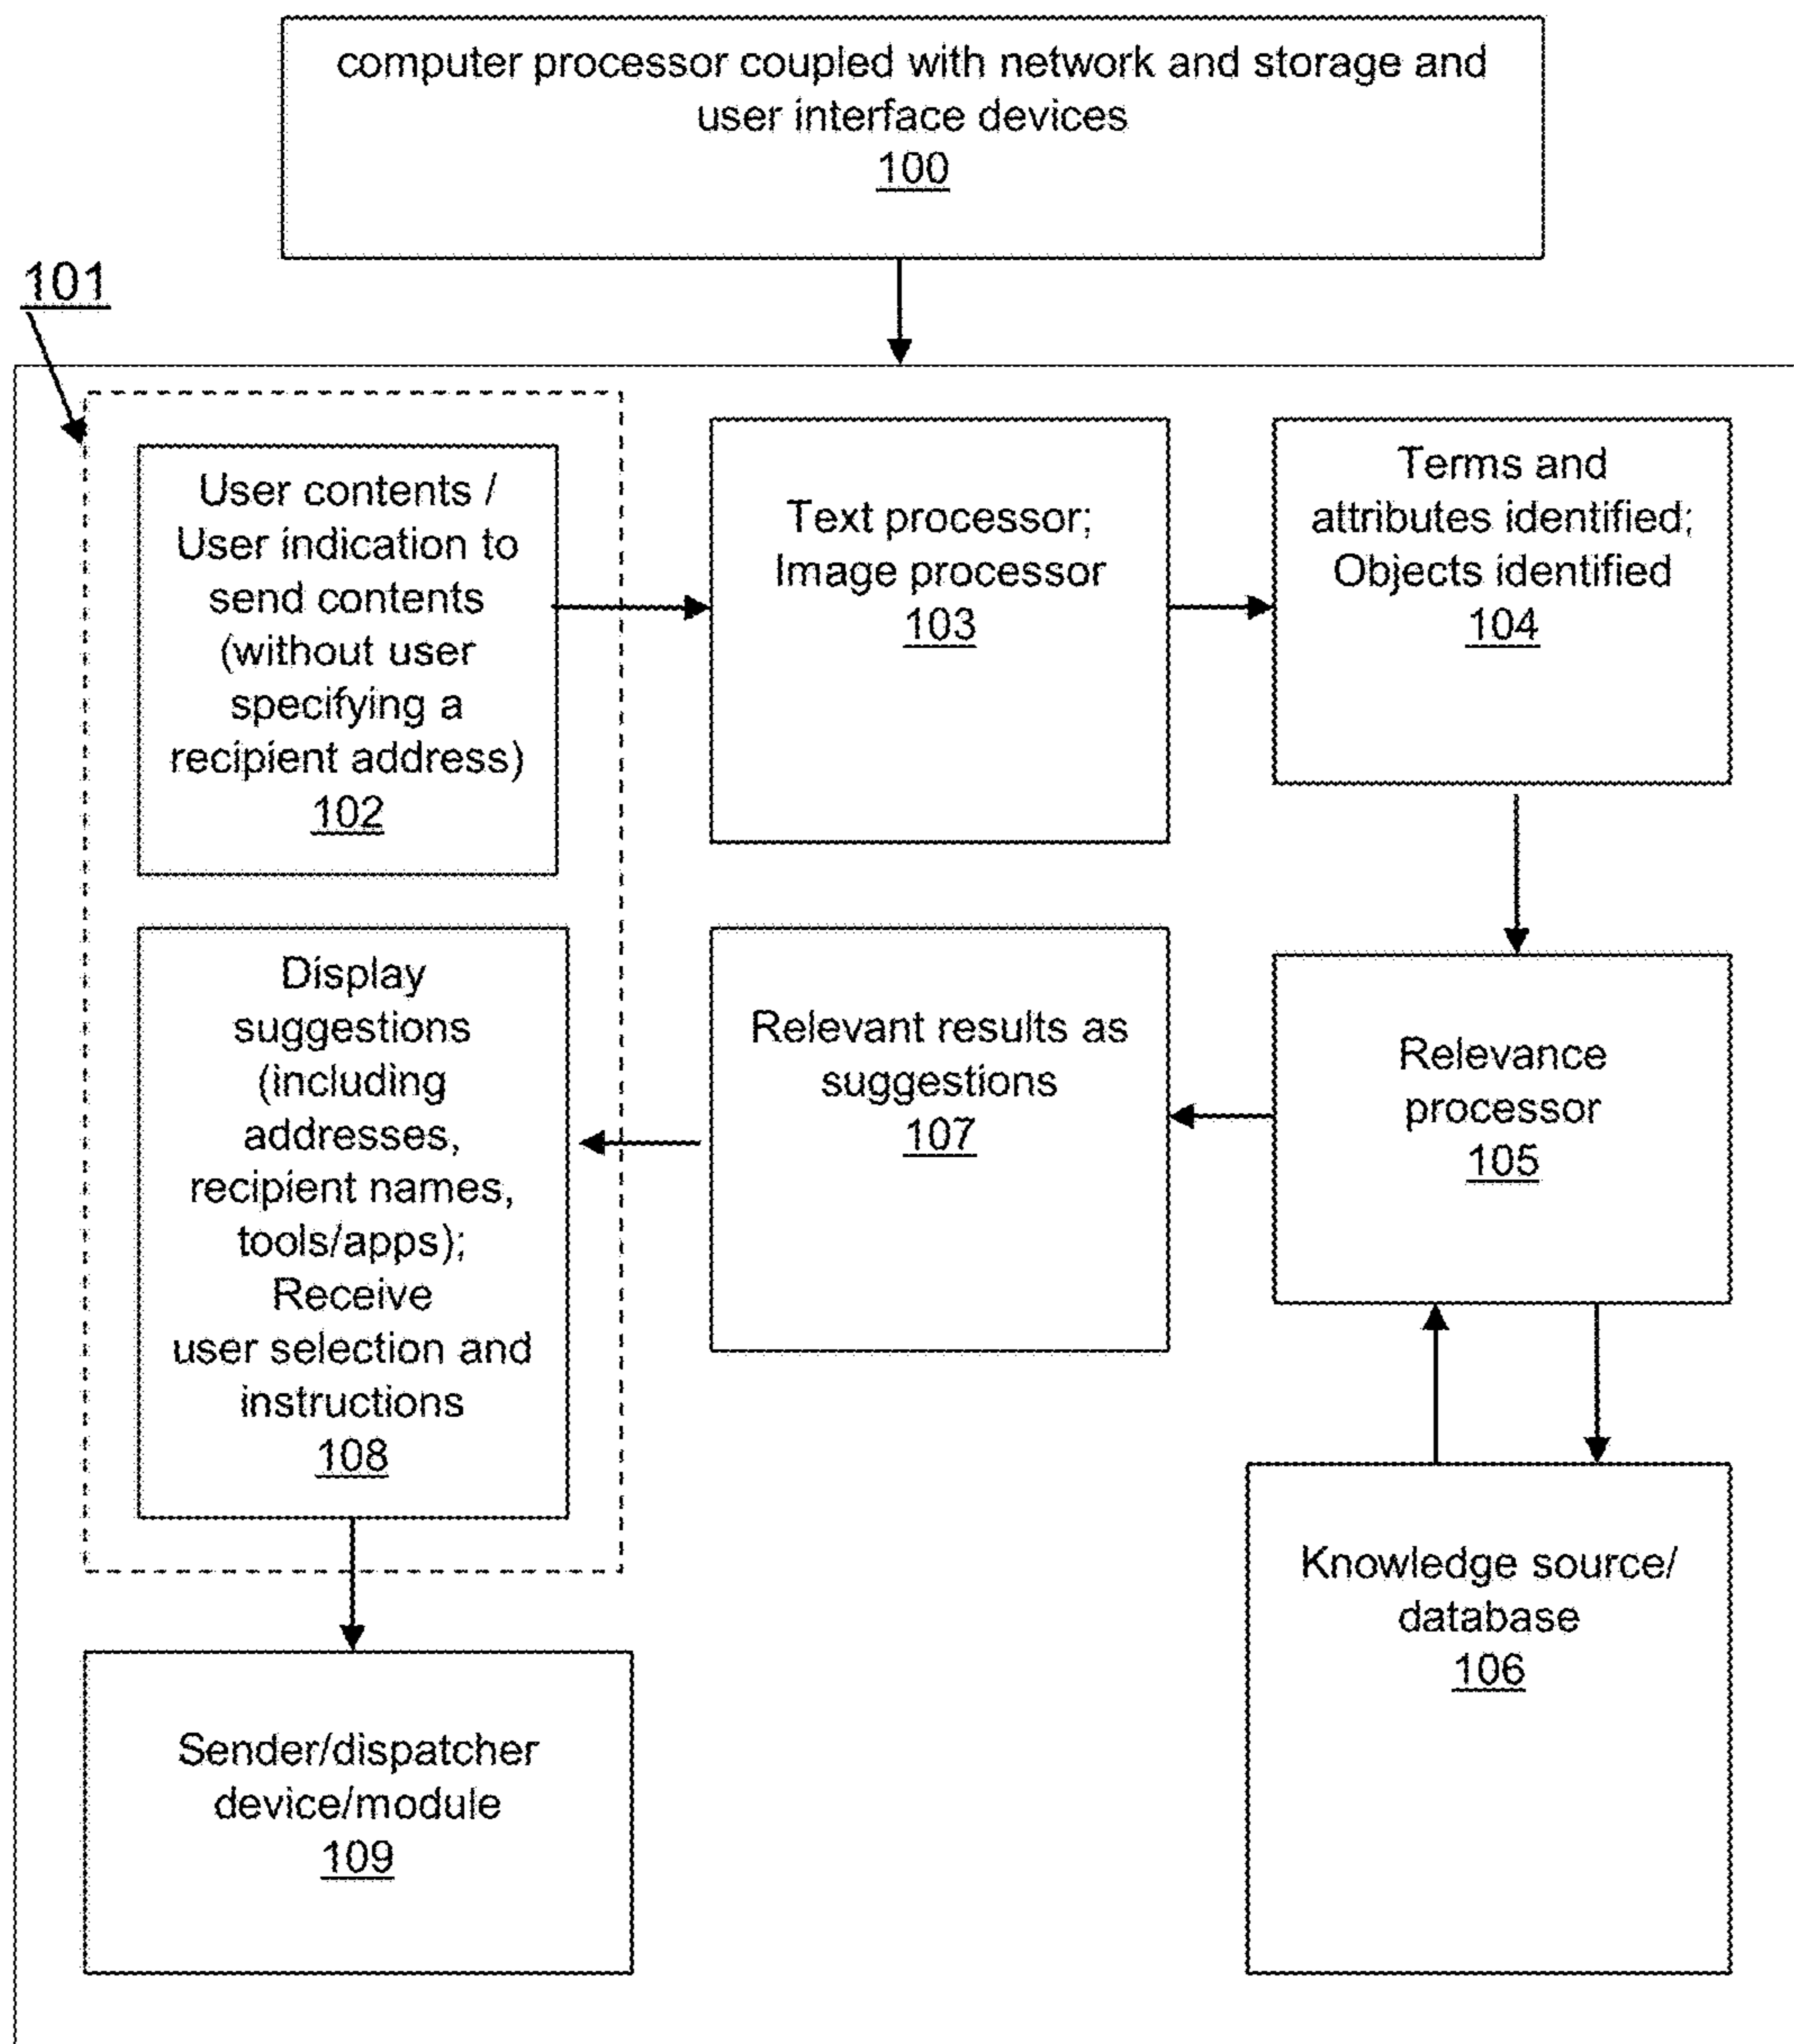 computer processor coupled with network and storage and
user interface devices
100
101
User contents /
User indication to
send contents
(without user
specifying a
recipient address)
102
Text processor;
Image processor
103
Terms and
attributes identified;
Objects identified
104
Display
suggestions
(including
addresses,
recipient names,
tools/apps);
Receive
user selection and
instructions
108
Relevant results as
suggestions
107
Relevance
processor
105
Knowledge source/
database
106
Sender/dispatcher
device/module
109